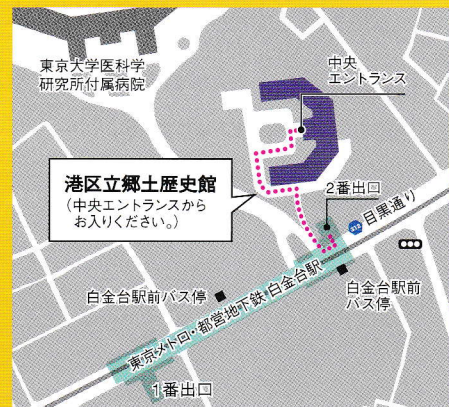 東京大学医科学
研究所付属病院
中央
エントランス
港区立郷土歴史館
（中央エントランスから
お入りください。）
2番出口
312
目黒通り
白金台駅前バス停
白金台駅前
バス停
東京メトロ・都営地下鉄 白金台駅
1番出口